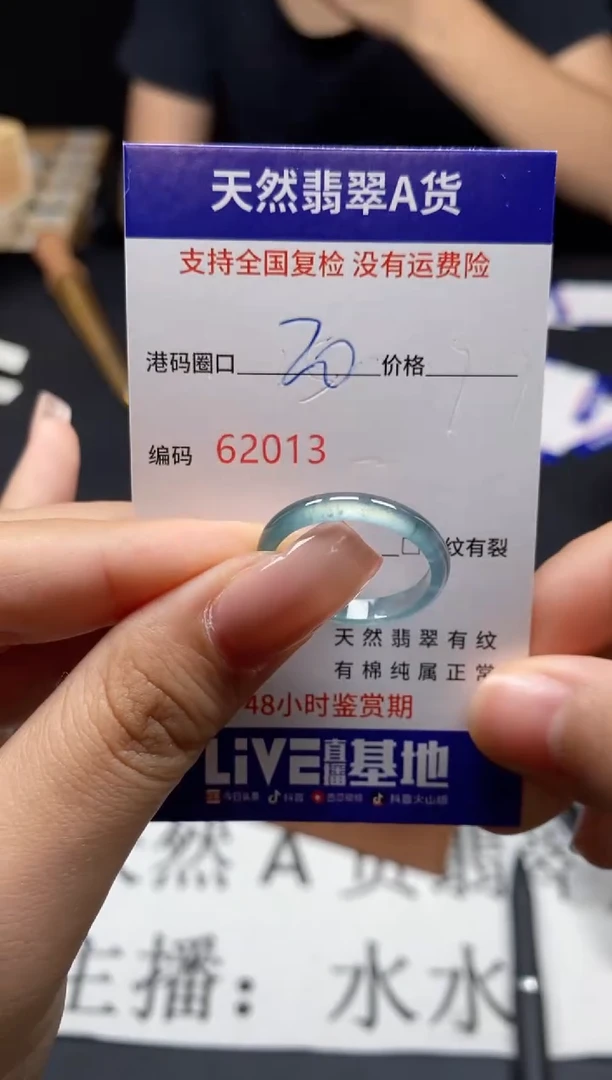 天然翡翠A货
支持全国复检 没有运费险
港码圈口 20 价格
编码 62013
纹有裂
天然翡翠有纹
有棉纯属正常
48小时鉴赏期
LiVE直播基地
今日头条 抖音 西瓜视频 抖音火山版
然 A 货翡翠
主播：水水